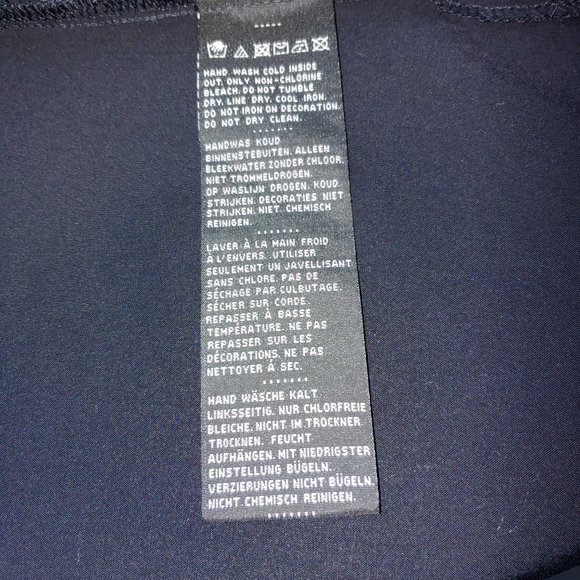 HAND WASH COLD INSIDE
OUT. ONLY NON-CHLORINE
BLEACH. DO NOT TUMBLE
DRY. LINE DRY. COOL IRON.
DO NOT IRON ON DECORATION.
DO NOT DRY CLEAN.
HANDWAS KOUD
BINNENSTEBUITEN. ALLEEN
BLEEKWATER ZONDER CHLOOR.
NIET TROMMELDROGEN.
OP WASLIJN DROGEN. KOUD
STRIJKEN. DECORATIES NIET
STRIJKEN. NIET CHEMISCH
REINIGEN.
LAVER À LA MAIN FROID
À L'ENVERS. UTILISER
SEULEMENT UN JAVELLISANT
SANS CHLORE. PAS DE
SÉCHAGE PAR CULBUTAGE.
SÉCHER SUR CORDE.
REPASSER À BASSE
TEMPÉRATURE. NE PAS
REPASSER SUR LES
DÉCORATIONS. NE PAS
NETTOYER À SEC.
HAND WÄSCHE KALT
LINKSSEITIG. NUR CHLORFREIE
BLEICHE. NICHT IM TROCKNER
TROCKNEN. FEUCHT
AUFHÄNGEN. MIT NIEDRIGSTER
EINSTELLUNG BÜGELN.
VERZIERUNGEN NICHT BÜGELN.
NICHT CHEMISCH REINIGEN.